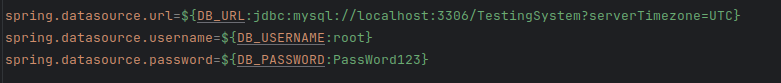 spring.datasource.url=${DB_URL:jdbc:mysql://localhost:3306/TestingSystem?serverTimezone=UTC}
spring.datasource.username=${DB_USERNAME:root}
spring.datasource.password=${DB_PASSWORD:PassWord123}